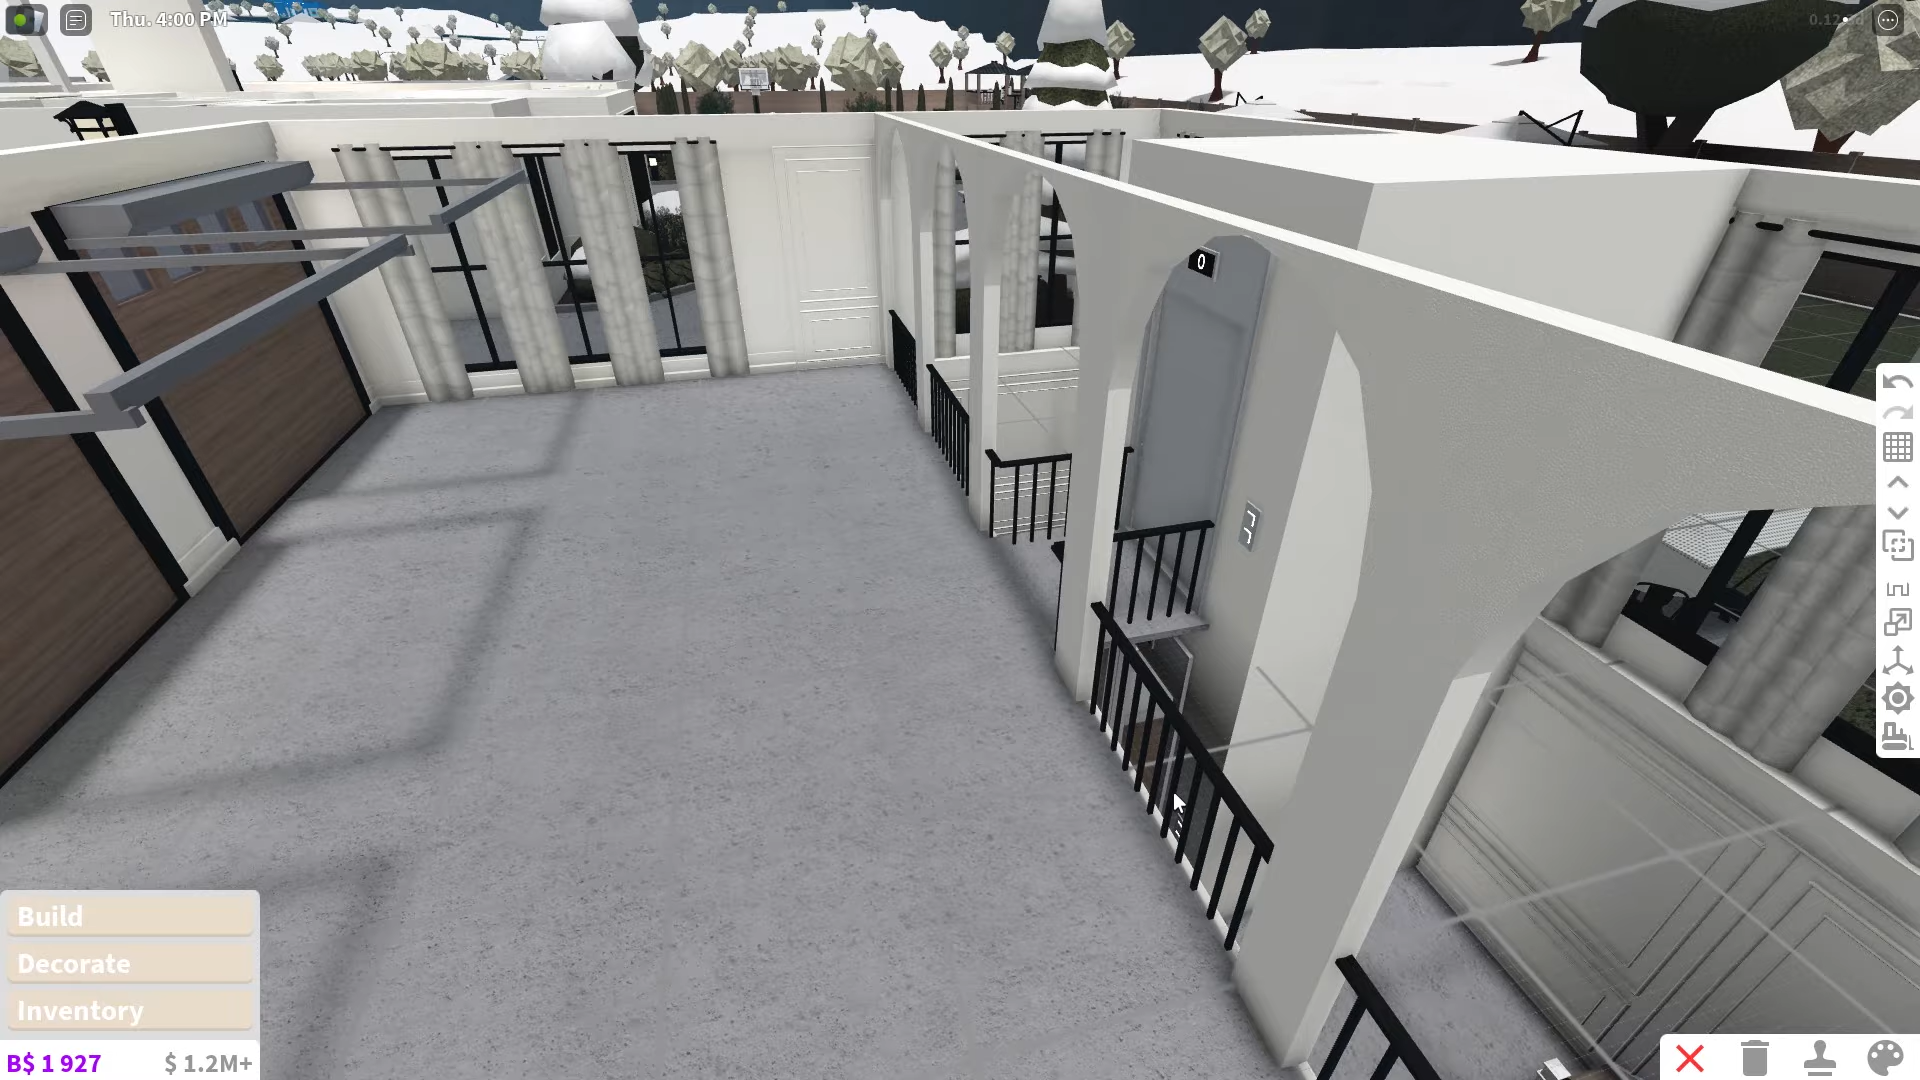 Thu. 4:00 PM
0
Build
Decorate
Inventory
B$ 1 927
$ 1.2M+